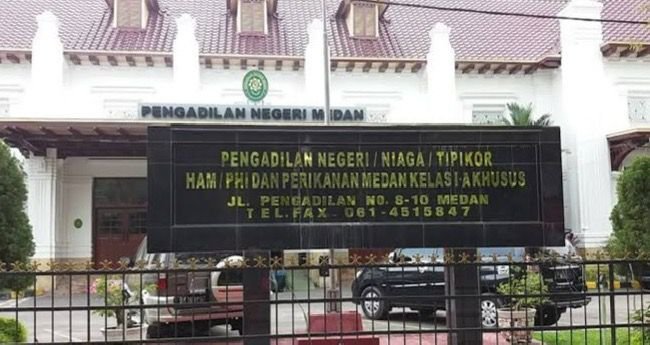 PENGADILAN NEGERI MEDAN
PENGADILAN NEGERI / NIAGA / TIPIKOR
HAM / PHI DAN PERIKANAN MEDAN KELAS I-A KHUSUS
JL. PENGADILAN NO. 8-10 MEDAN
TEL.FAX - 061-4515847